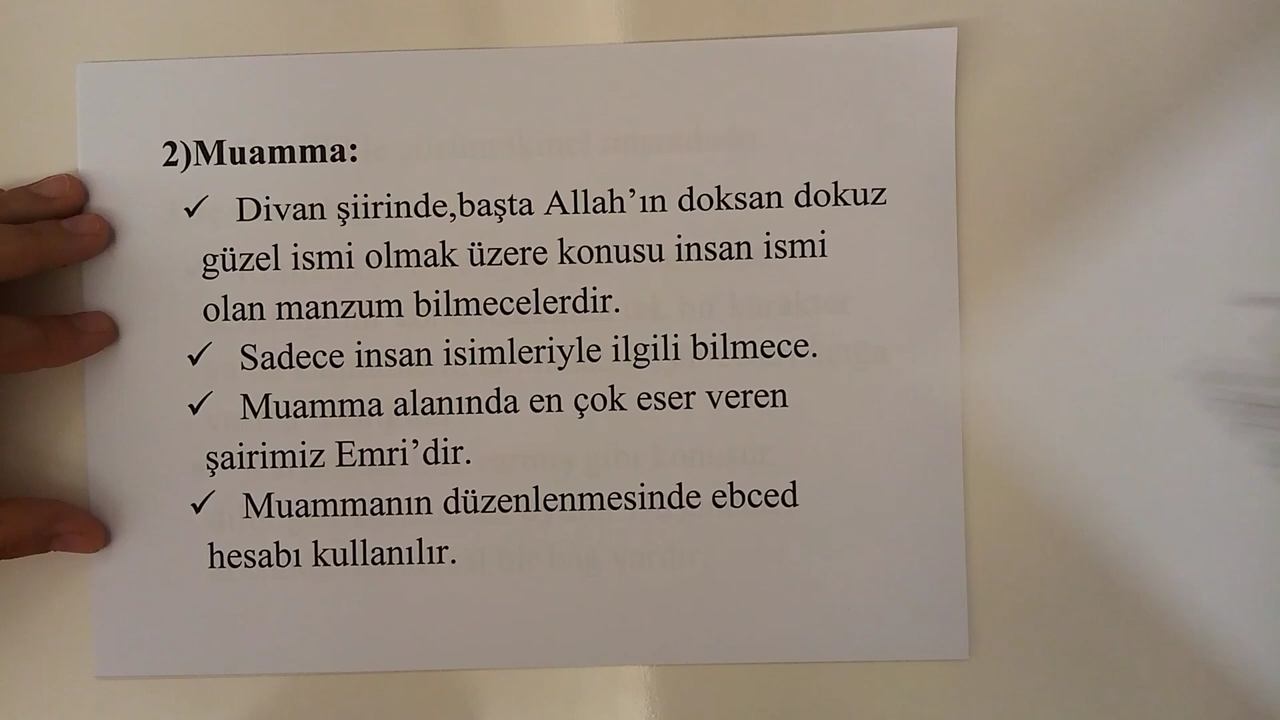 2)Muamma:
✓ Divan şiirinde,başta Allah’ın doksan dokuz
güzel ismi olmak üzere konusu insan ismi
olan manzum bilmecelerdir.
✓ Sadece insan isimleriyle ilgili bilmece.
✓ Muamma alanında en çok eser veren
şairimiz Emri’dir.
✓ Muammanın düzenlenmesinde ebced
hesabı kullanılır.